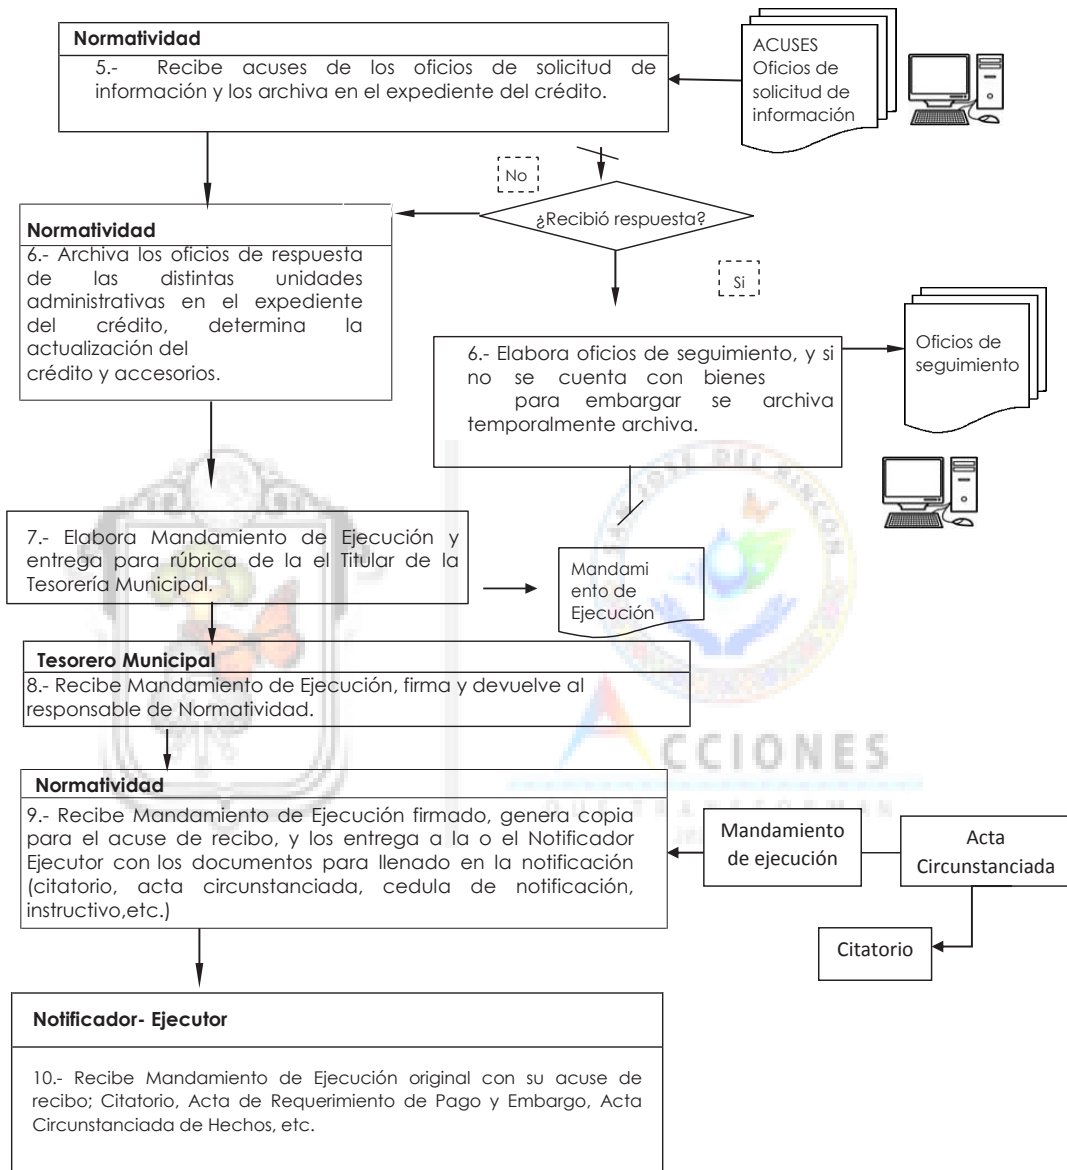 Normatividad
5.- Recibe acuses de los oficios de solicitud de
información y los archiva en el expediente del crédito.
ACUSES
Oficios de
solicitud de
información
No
¿Recibió respuesta?
Si
Normatividad
6.- Archiva los oficios de respuesta
de las distintas unidades
administrativas en el expediente
del crédito, determina la
actualización del
crédito y accesorios.
6.- Elabora oficios de seguimiento, y si
no se cuenta con bienes
para embargar se archiva
temporalmente archiva.
Oficios de
seguimiento
SAN JOSE DEL RINCON
7.- Elabora Mandamiento de Ejecución y
entrega para rúbrica de la el Titular de la
Tesorería Municipal.
Mandami
ento de
Ejecución
Tesorero Municipal
8.- Recibe Mandamiento de Ejecución, firma y devuelve al
responsable de Normatividad.
ACCIONES
QUE TRANSFORMAN
Normatividad
9.- Recibe Mandamiento de Ejecución firmado, genera copia
para el acuse de recibo, y los entrega a la o el Notificador
Ejecutor con los documentos para llenado en la notificación
(citatorio, acta circunstanciada, cedula de notificación,
instructivo,etc.)
Mandamiento
de ejecución
Acta
Circunstanciada
Citatorio
Notificador- Ejecutor
10.- Recibe Mandamiento de Ejecución original con su acuse de
recibo; Citatorio, Acta de Requerimiento de Pago y Embargo, Acta
Circunstanciada de Hechos, etc.